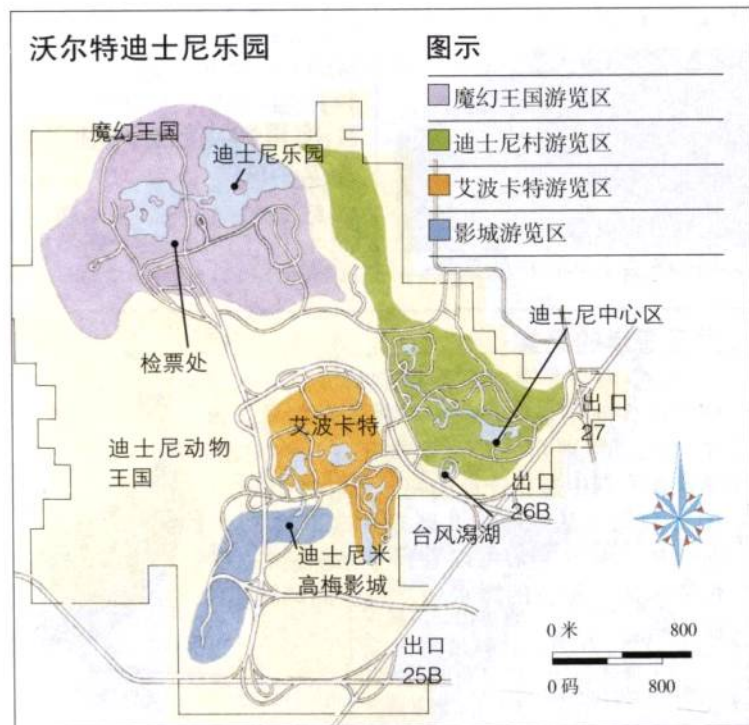 沃尔特迪士尼乐园
图示
魔幻王国游览区
迪士尼村游览区
艾波卡特游览区
影城游览区
魔幻王国
迪士尼乐园
迪士尼中心区
检票处
出口
27
艾波卡特
迪士尼动物
王国
出口
26B
台风潟湖
迪士尼米
高梅影城
出口
25B
0 米 800
0 码 800